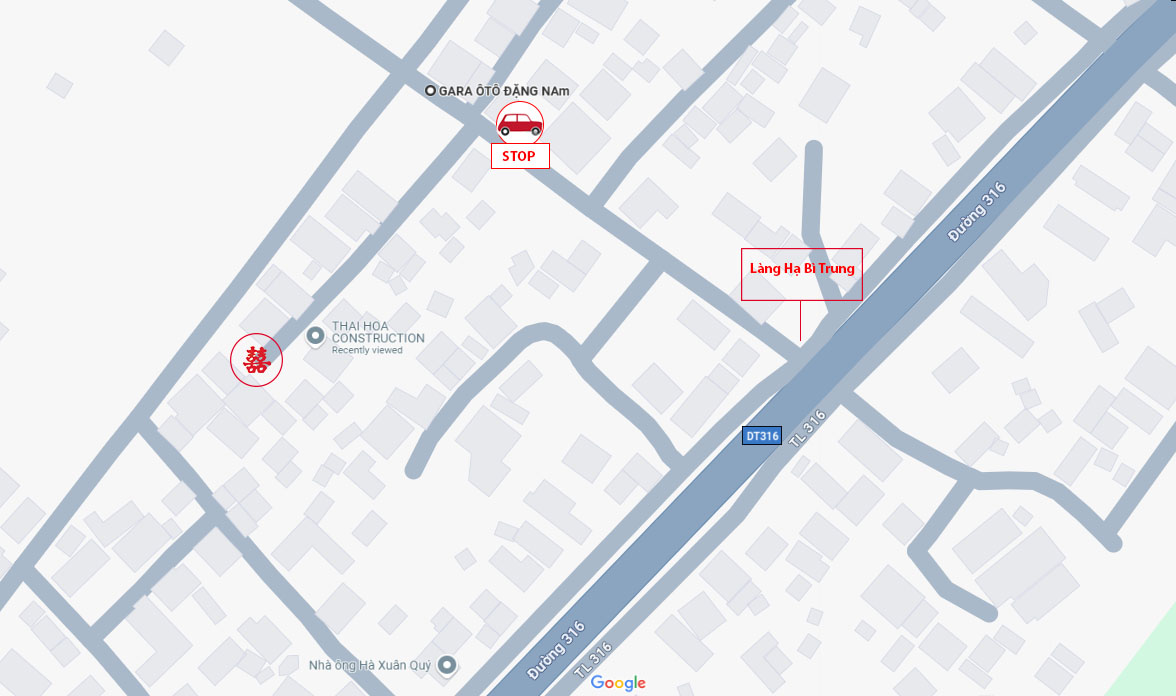 GARA ÔTÔ ĐẶNG NAm
STOP
Đường 316
Làng Hạ Bì Trung
THAI HOA
CONSTRUCTION
Recently viewed
囍
TL 316
DT316
Đường 316
TL 316
Nhà ông Hà Xuân Quý
Google